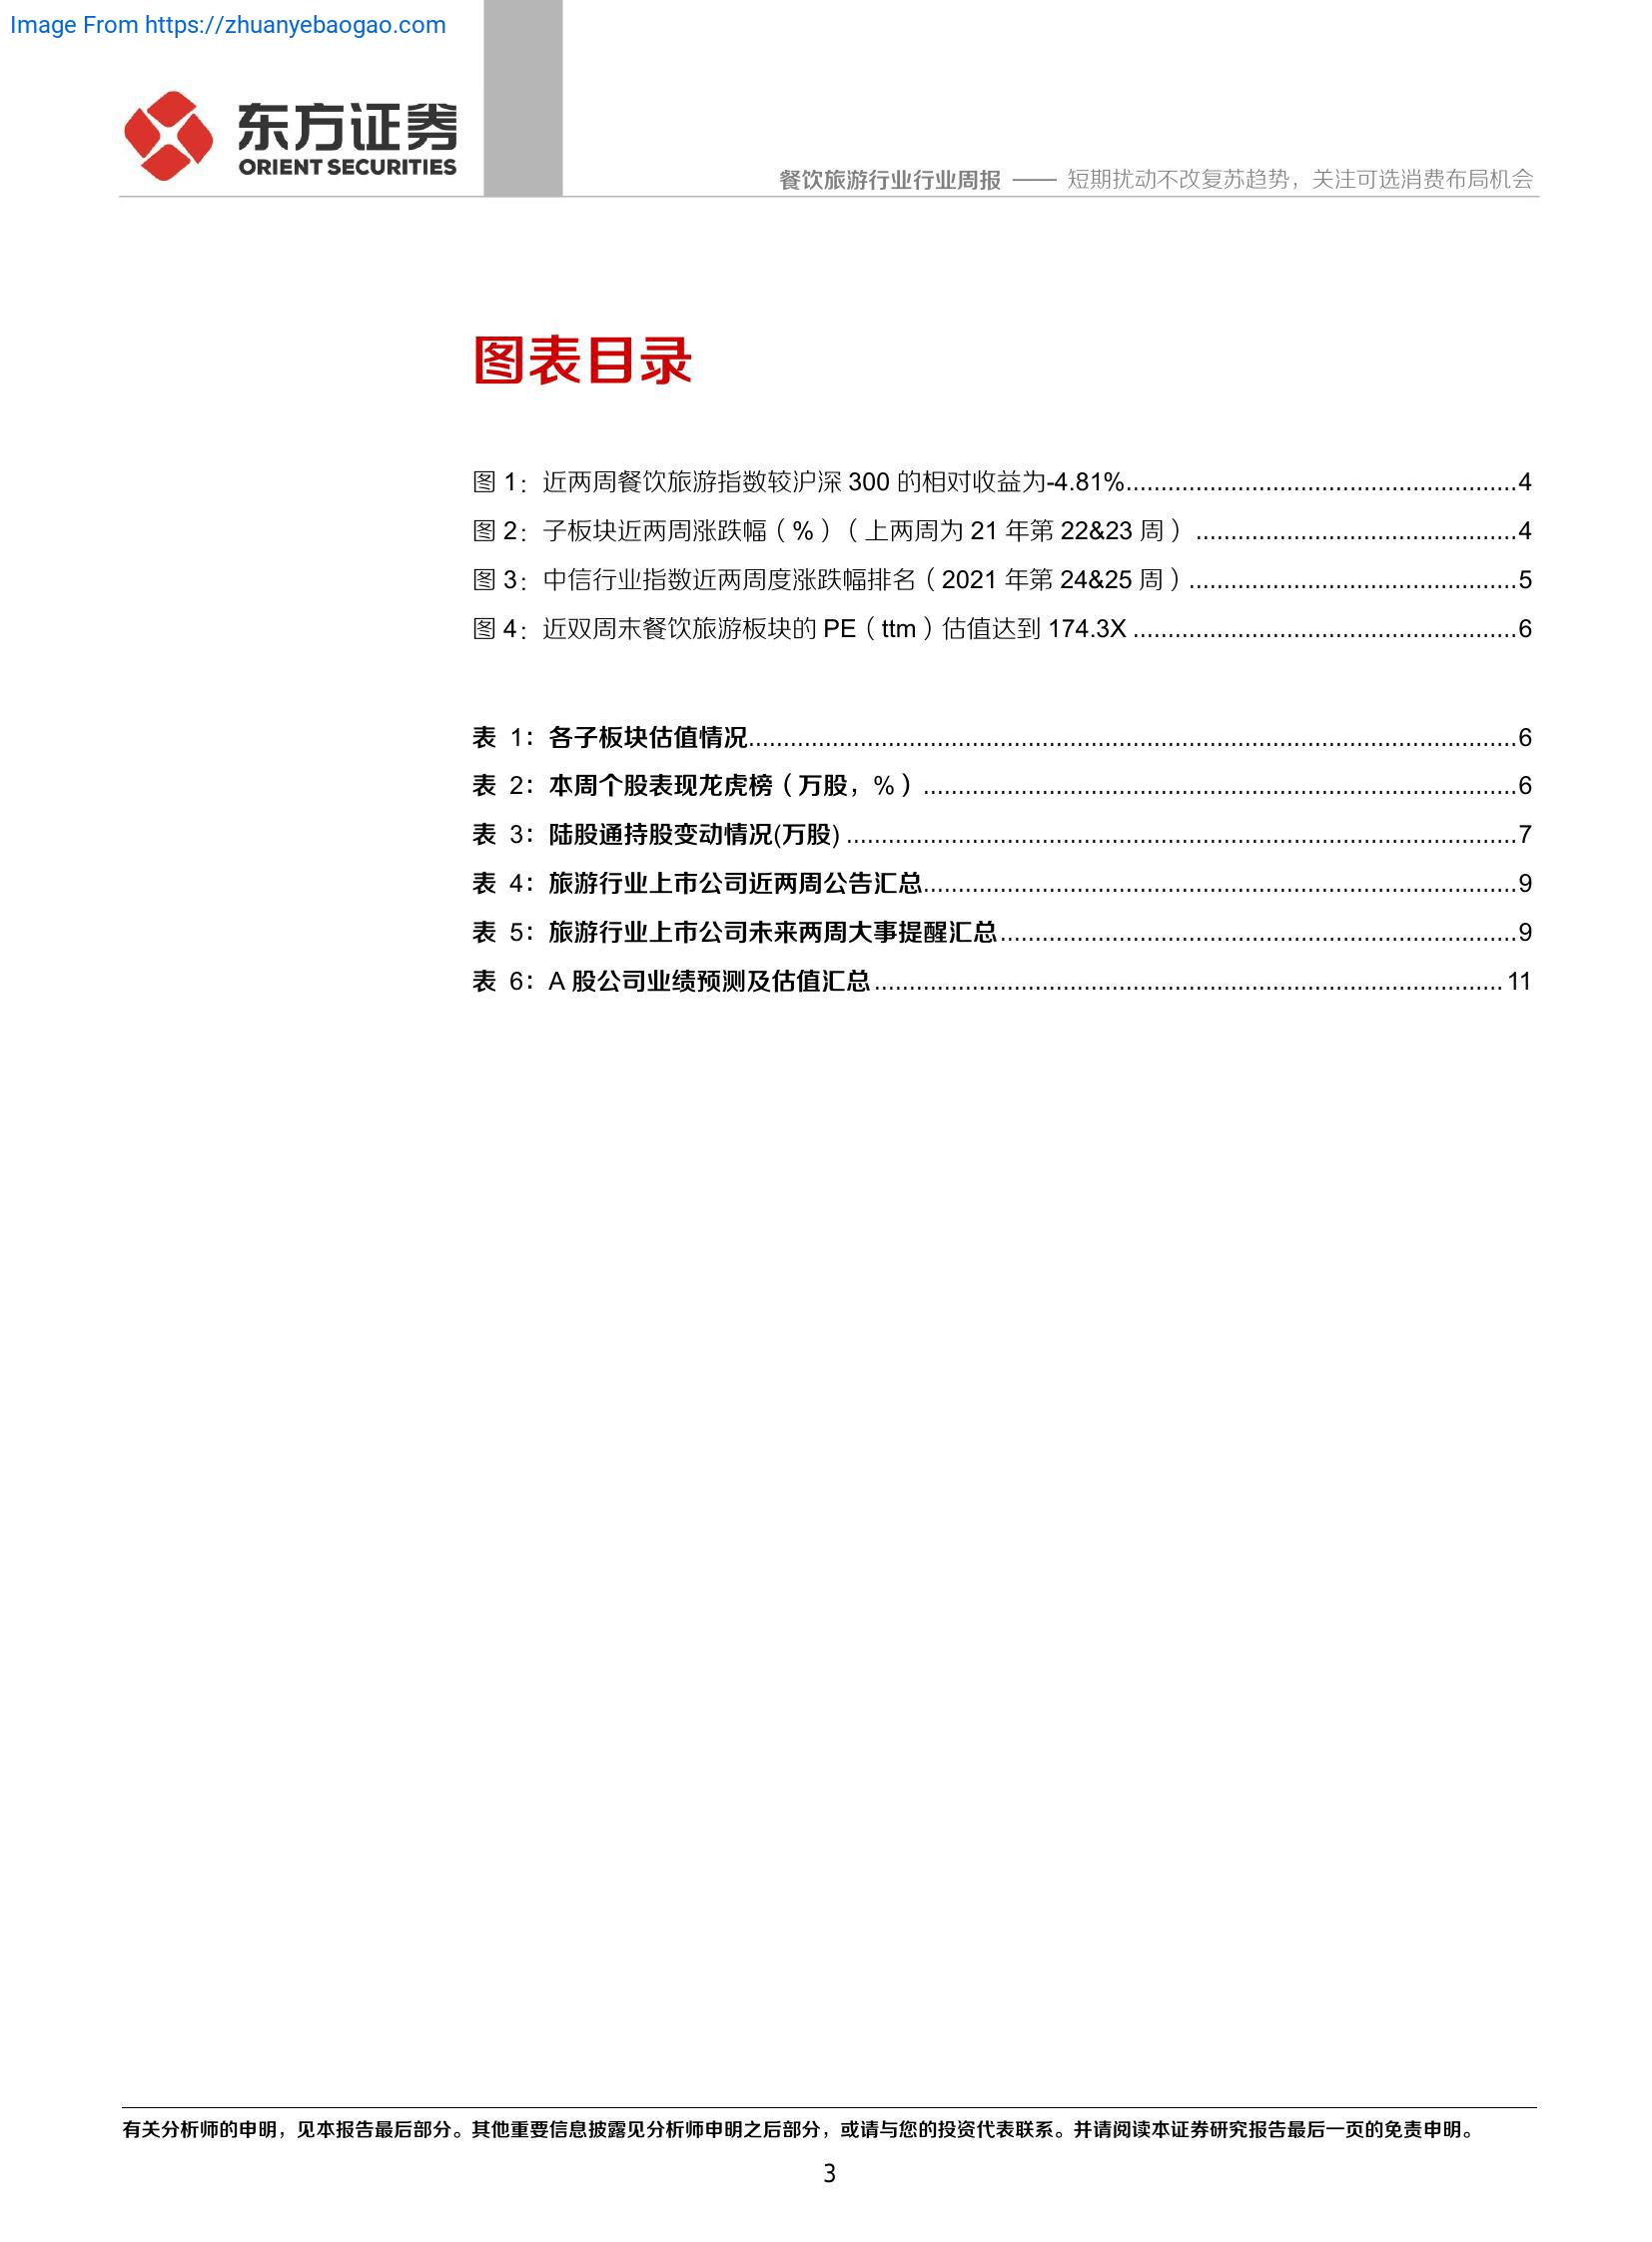 Image From https://zhuanyebaogao.com
东方证券
ORIENT SECURITIES
餐饮旅游行业行业周报 —— 短期扰动不改复苏趋势，关注可选消费布局机会
图表目录
图 1：近两周餐饮旅游指数较沪深 300 的相对收益为-4.81%........................................................4
图 2：子板块近两周涨跌幅（%）（上两周为 21 年第 22&23 周）..............................................4
图 3：中信行业指数近两周度涨跌幅排名（2021 年第 24&25 周）...............................................5
图 4：近双周末餐饮旅游板块的 PE（ttm）估值达到 174.3X.......................................................6
表 1：各子板块估值情况..............................................................................................................6
表 2：本周个股表现龙虎榜（万股，%）.....................................................................................6
表 3：陆股通持股变动情况(万股)................................................................................................7
表 4：旅游行业上市公司近两周公告汇总.....................................................................................9
表 5：旅游行业上市公司未来两周大事提醒汇总..........................................................................9
表 6：A 股公司业绩预测及估值汇总..........................................................................................11
有关分析师的申明，见本报告最后部分。其他重要信息披露见分析师申明之后部分，或请与您的投资代表联系。并请阅读本证券研究报告最后一页的免责申明。
3